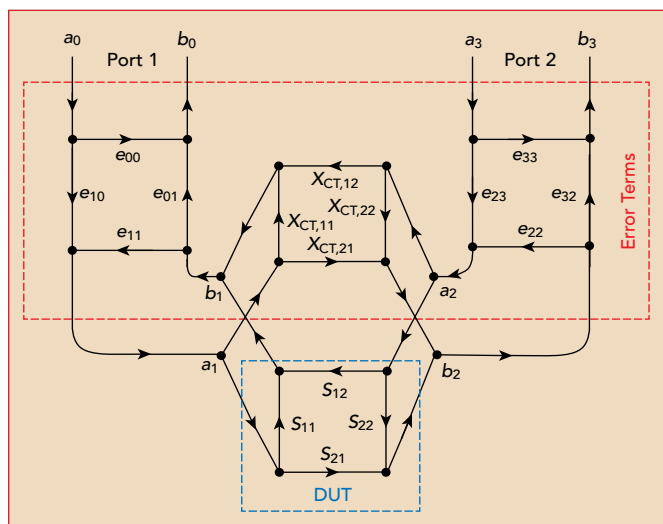 a0 b0 a3 b3
Port 1 Port 2
e00 e33
XCT,12
e10 e01 XCT,22 e23 e32
XCT,11
e11 XCT,21 e22
Error Terms
b1 a2
a1 b2
S12
S11 S22
S21
DUT